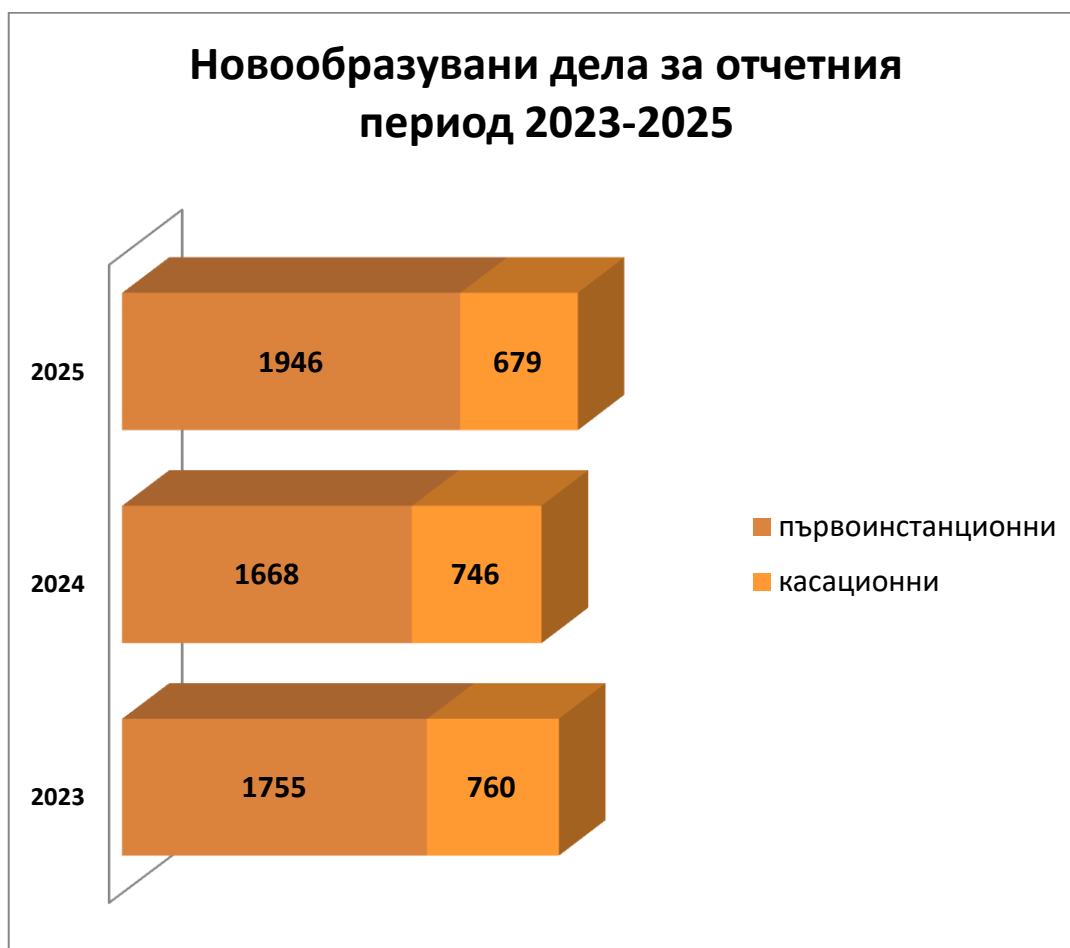 Новообразувани дела за отчетния
период 2023-2025
2025
1946
679
2024
1668
746
2023
1755
760
първоинстанционни
касационни